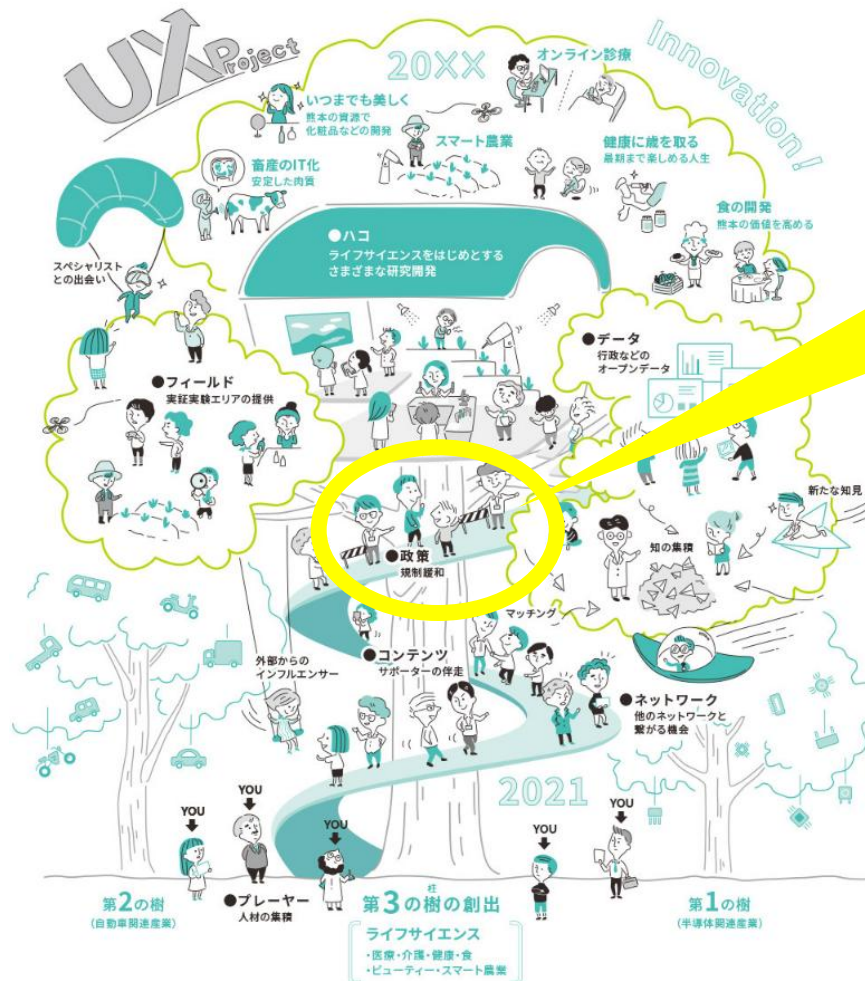 UX Project
20XX
Innovation!
オンライン診療
いつまでも美しく
熊本の資源で
化粧品などの開発
スマート農業
健康に歳を取る
最期まで楽しめる人生
畜産のIT化
安定した肉質
食の開発
熊本の価値を高める
●ハコ
ライフサイエンスをはじめとする
さまざまな研究開発
スペシャリスト
との出会い
●データ
行政などの
オープンデータ
●フィールド
実証実験エリアの提供
新たな知見
知の集積
●政策
規制緩和
マッチング
●コンテンツ
サポーターの伴走
外部からの
インフルエンサー
●ネットワーク
他のネットワークと
繋がる機会
2021
YOU
YOU
YOU
YOU
YOU
●プレーヤー
人材の集積
第2の樹
(自動車関連産業)
柱
第3の樹の創出
第1の樹
(半導体関連産業)
ライフサイエンス
・医療・介護・健康・食
・ビューティー・スマート農業